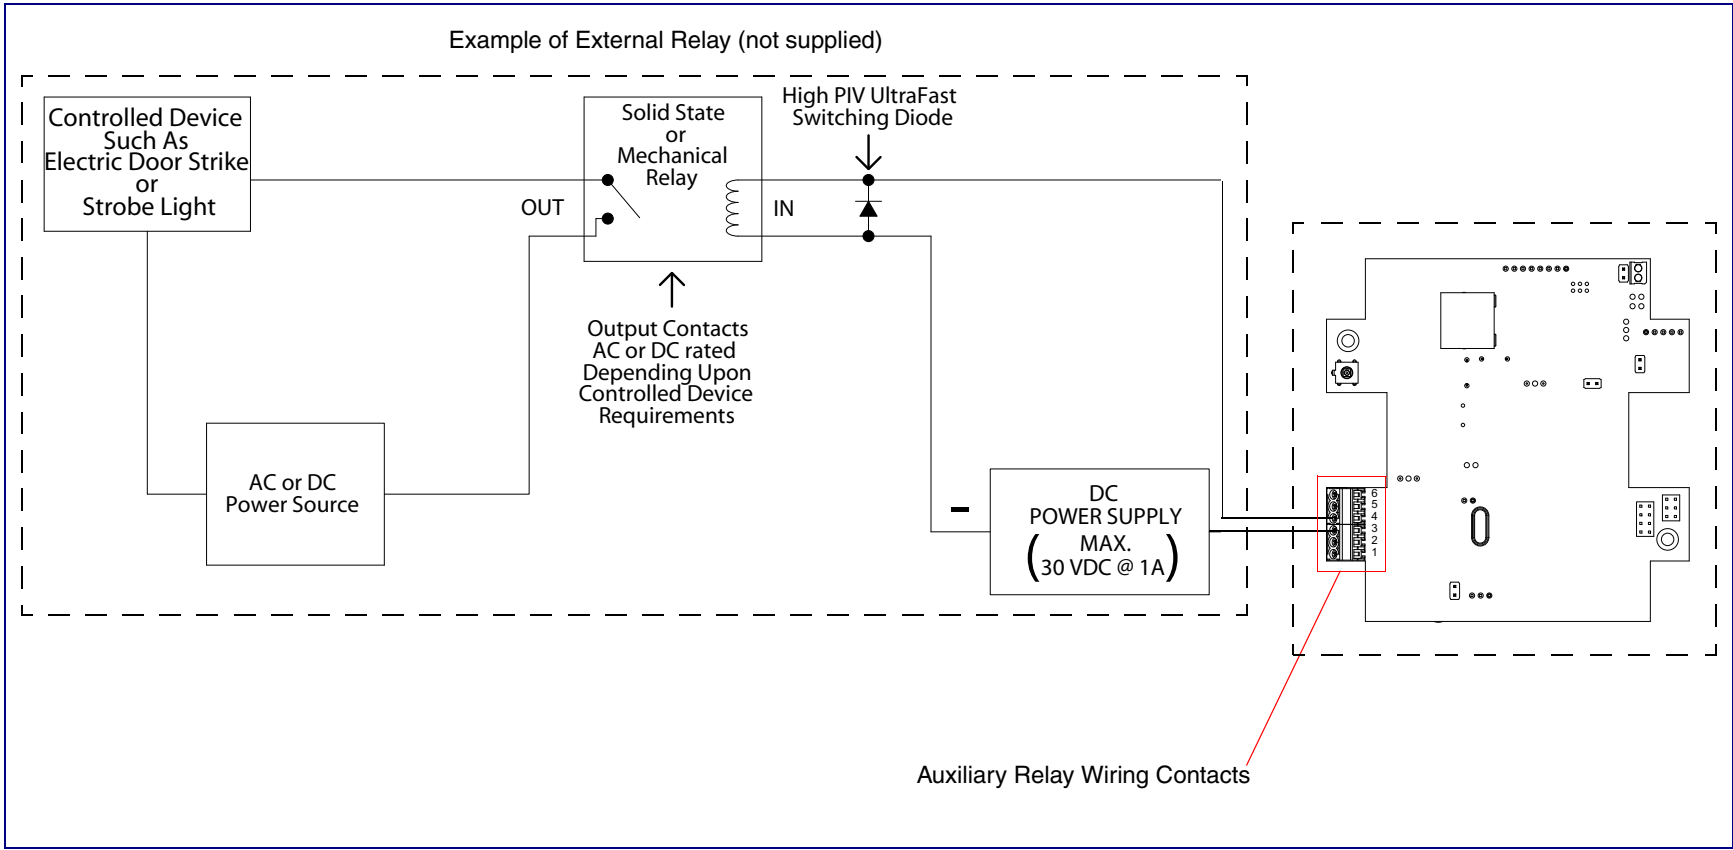 Example of External Relay (not supplied)
Controlled Device
Such As
Electric Door Strike
or
Strobe Light
Solid State
or
Mechanical
Relay
High PIV UltraFast
Switching Diode
OUT
IN
Output Contacts
AC or DC rated
Depending Upon
Controlled Device
Requirements
AC or DC
Power Source
-
DC
POWER SUPPLY
( MAX.
30 VDC @ 1A )
6
5
4
3
2
1
Auxiliary Relay Wiring Contacts